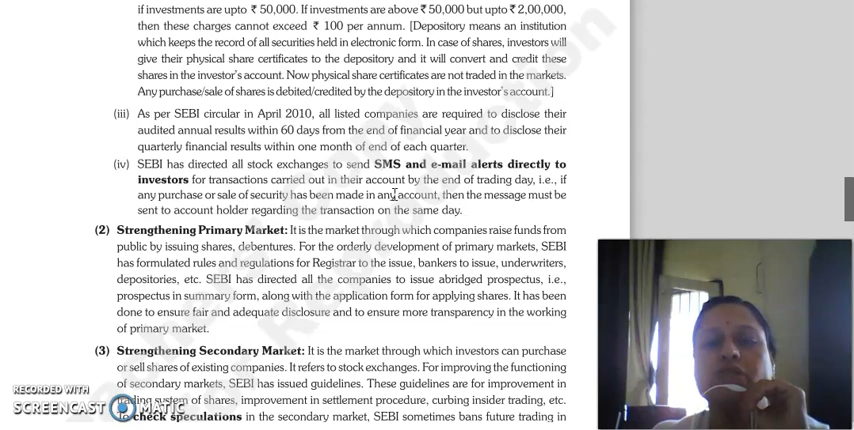 if investments are upto ₹ 50,000. If investments are above ₹ 50,000 but upto ₹ 2,00,000,
then these charges cannot exceed ₹ 100 per annum. [Depository means an institution
which keeps the record of all securities held in electronic form. In case of shares, investors will
give their physical share certificates to the depository and it will convert and credit these
shares in the investor's account. Now physical share certificates are not traded in the markets.
Any purchase/sale of shares is debited/credited by the depository in the investor's account.]
(iii) As per SEBI circular in April 2010, all listed companies are required to disclose their
audited annual results within 60 days from the end of financial year and to disclose their
quarterly financial results within one month of end of each quarter.
(iv) SEBI has directed all stock exchanges to send SMS and e-mail alerts directly to
investors for transactions carried out in their account by the end of trading day, i.e., if
any purchase or sale of security has been made in any account, then the message must be
sent to account holder regarding the transaction on the same day.
(2) Strengthening Primary Market: It is the market through which companies raise funds from
public by issuing shares, debentures. For the orderly development of primary markets, SEBI
has formulated rules and regulations for Registrar to the issue, bankers to issue, underwriters,
depositories, etc. SEBI has directed all the companies to issue abridged prospectus, i.e.,
prospectus in summary form, along with the application form for applying shares. It has been
done to ensure fair and adequate disclosure and to ensure more transparency in the working
of primary market.
(3) Strengthening Secondary Market: It is the market through which investors can purchase
or sell shares of existing companies. It refers to stock exchanges. For improving the functioning
of secondary markets, SEBI has issued guidelines. These guidelines are for improvement in
trading system of shares, improvement in settlement procedure, curbing insider trading, etc.
To check speculations in the secondary market, SEBI sometimes bans future trading in
RECORDED WITH
SCREENCAST MATIC